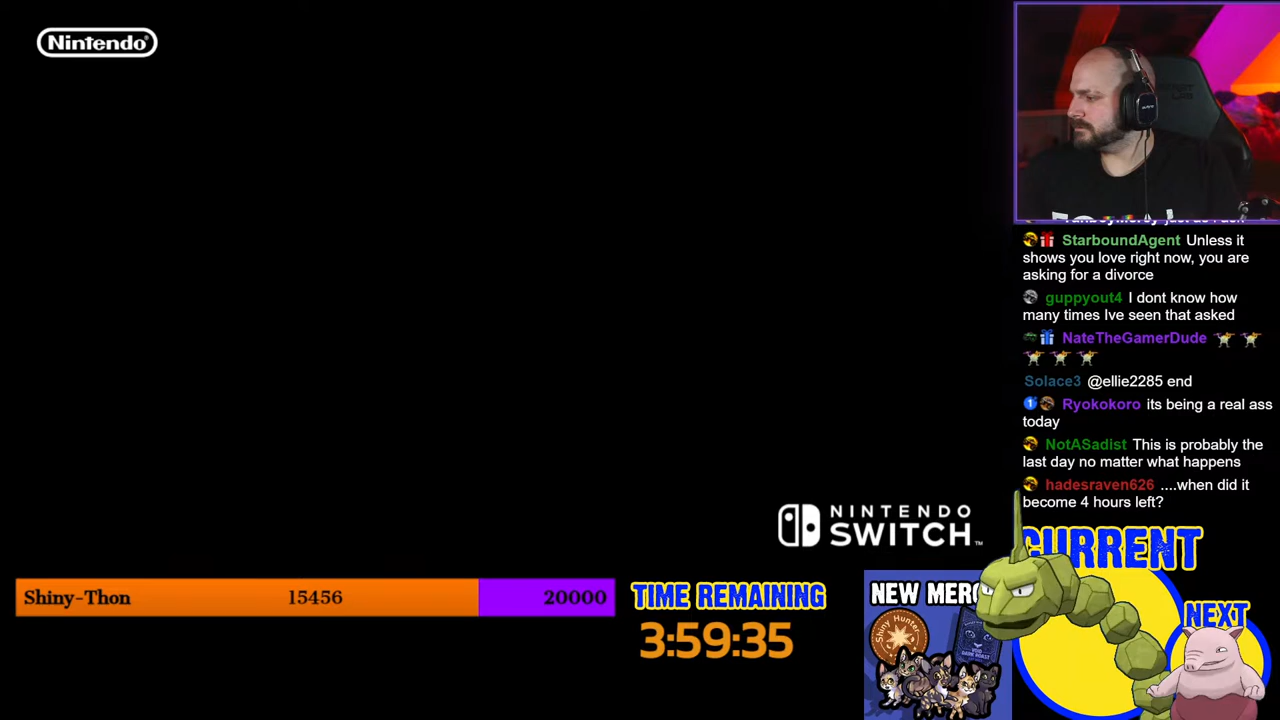 Nintendo®
StarboundAgent Unless it
shows you love right now, you are
asking for a divorce
guppyout4 I dont know how
many times Ive seen that asked
NateTheGamerDude
Solace3 @ellie2285 end
Ryokokoro its being a real ass
today
NotASadist This is probably the
last day no matter what happens
hadesraven626 ....when did it
become 4 hours left?
NINTENDO
SWITCH™
CURRENT
Shiny-Thon 15456 20000
TIME REMAINING
3:59:35
NEW MERC
Shiny Hunter
NEXT